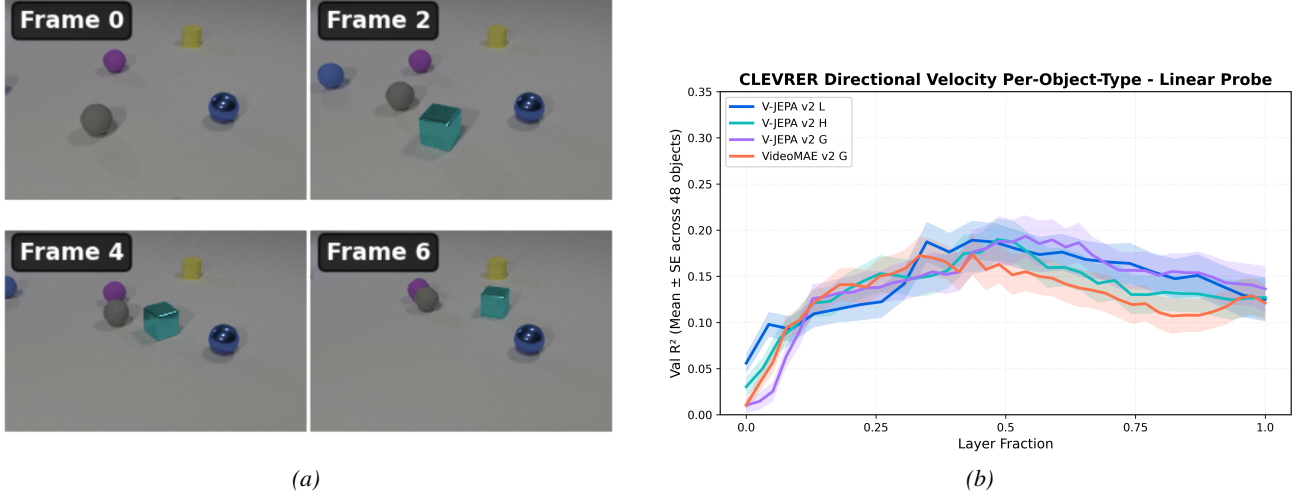 Frame 0
Frame 2
Frame 4
Frame 6
(a)
CLEVRER Directional Velocity Per-Object-Type - Linear Probe
Val R² (Mean ± SE across 48 objects)
0.35
0.30
0.25
0.20
0.15
0.10
0.05
0.00
V-JEPA v2 L
V-JEPA v2 H
V-JEPA v2 G
VideoMAE v2 G
0.0 0.25 0.5 0.75 1.0
Layer Fraction
(b)